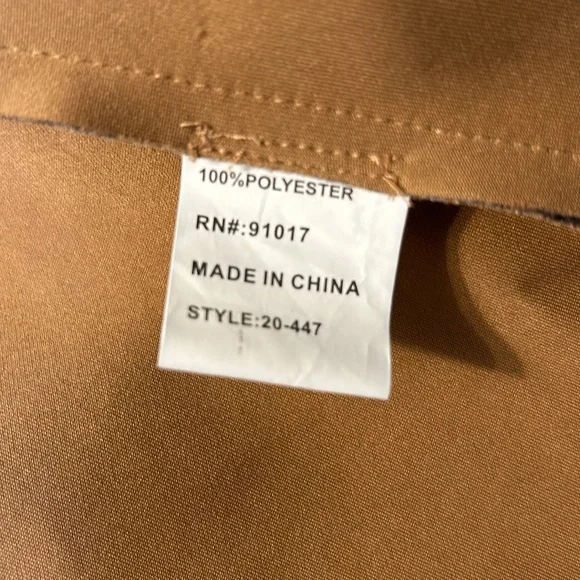 100%POLYESTER
RN#:91017
MADE IN CHINA
STYLE:20-447